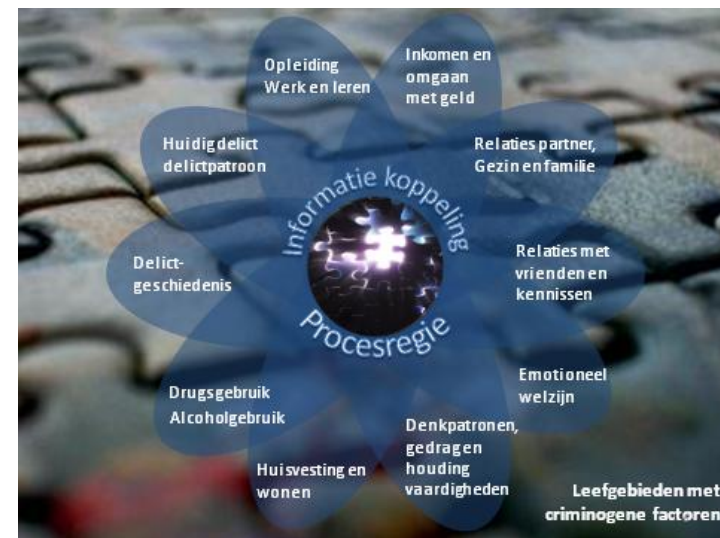 Opleiding
Werk en leren
Inkomen en
omgaan
met geld
Huidig delict
delictpatroon
Relaties partner,
Gezin en familie
Informatie koppeling
Procesregie
Delict-
geschiedenis
Relaties met
vrienden en
kennissen
Drugsgebruik
Alcoholgebruik
Emotioneel
welzijn
Huisvesting en
wonen
Denkpatronen,
gedrag en
houding
vaardigheden
Leefgebieden met
criminogene factoren